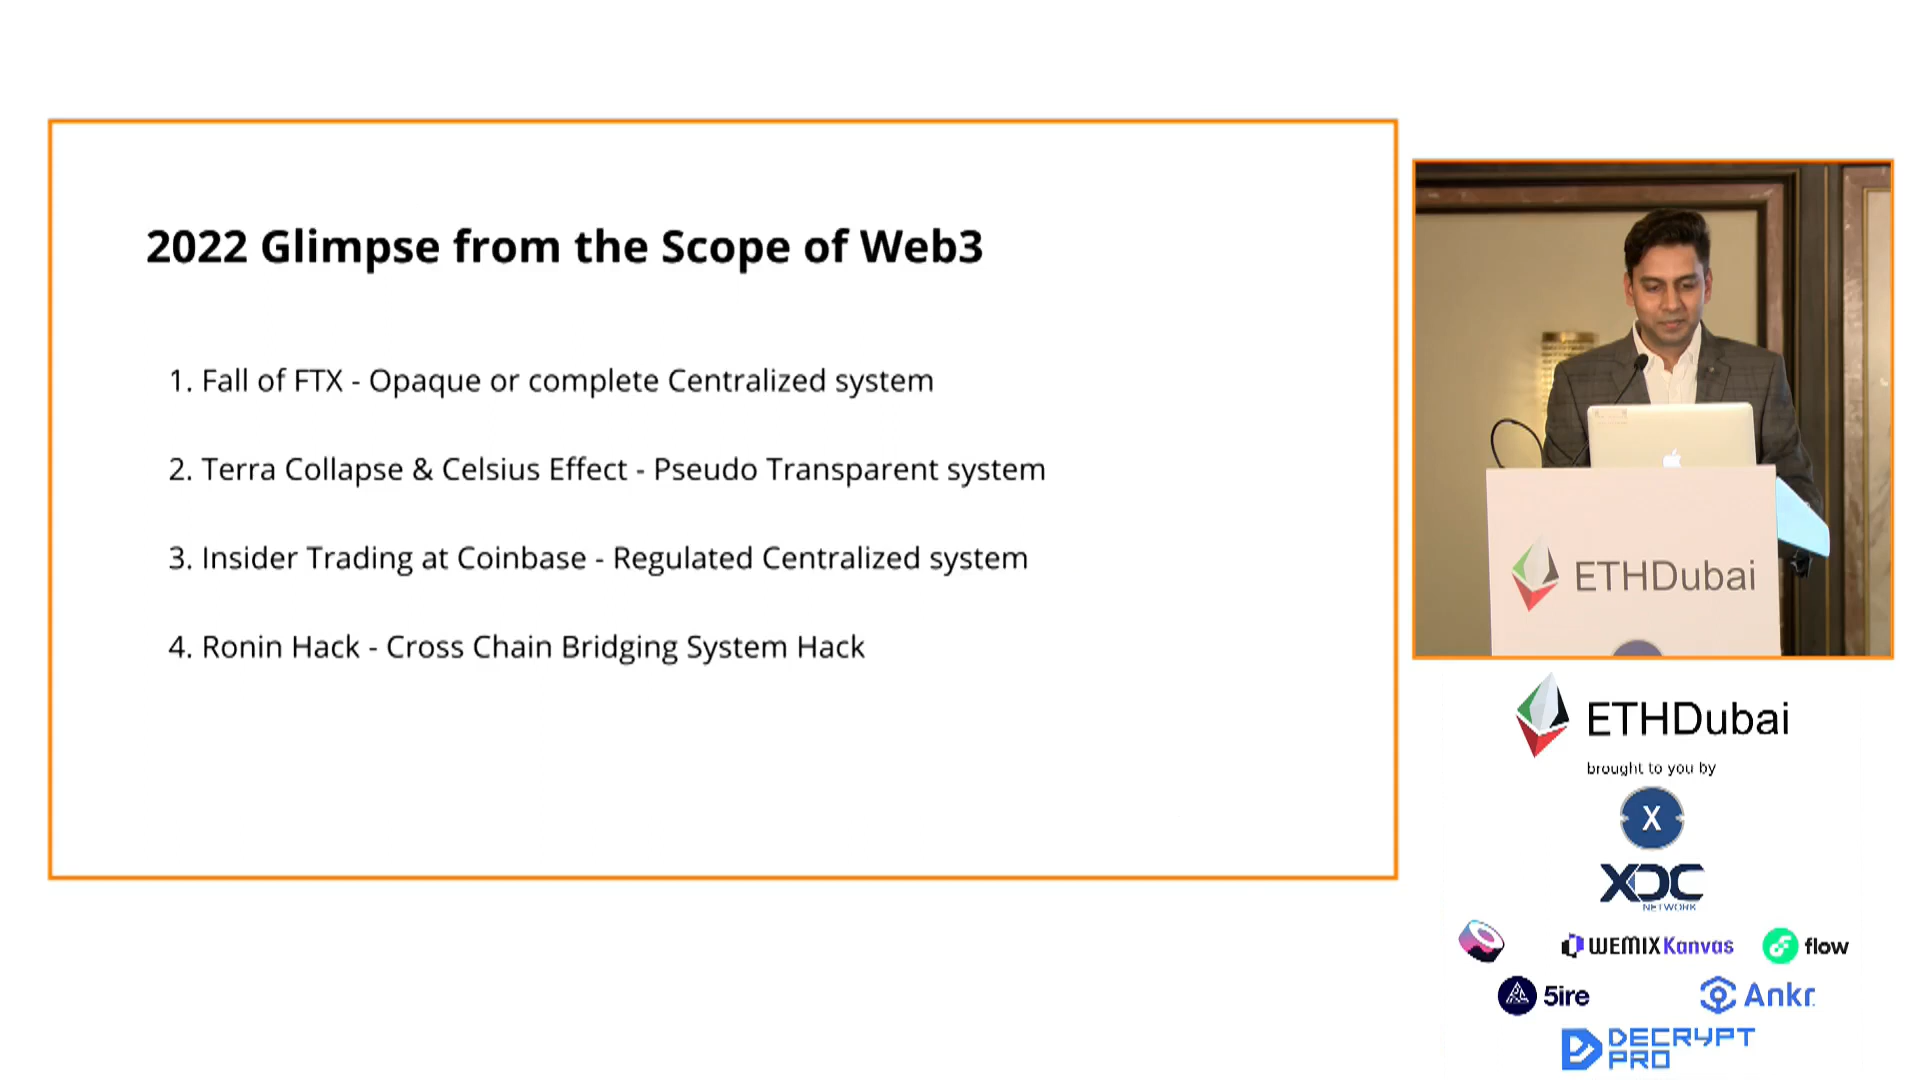 2022 Glimpse from the Scope of Web3
1. Fall of FTX - Opaque or complete Centralized system
2. Terra Collapse & Celsius Effect - Pseudo Transparent system
3. Insider Trading at Coinbase - Regulated Centralized system
4. Ronin Hack - Cross Chain Bridging System Hack
ETHDubai
ETHDubai
brought to you by
X
XDC
NETWORK
WEMIX Kanvas
flow
5ire
Ankr
DECRYPT
PRO